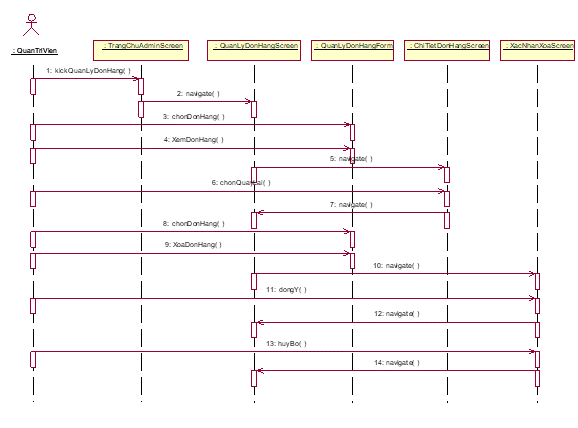 : QuanTriVien
: TrangChuAdminScreen
: QuanLyDonHangScreen
: QuanLyDonHangForm
: ChiTietDonHangScreen
: XacNhanXoaScreen
1: kickQuanLyDonHang( )
2: navigate( )
3: chonDonHang( )
4: XemDonHang( )
5: navigate( )
6: chonQuayLai( )
7: navigate( )
8: chonDonHang( )
9: XoaDonHang( )
10: navigate( )
11: dongY( )
12: navigate( )
13: huyBo( )
14: navigate( )